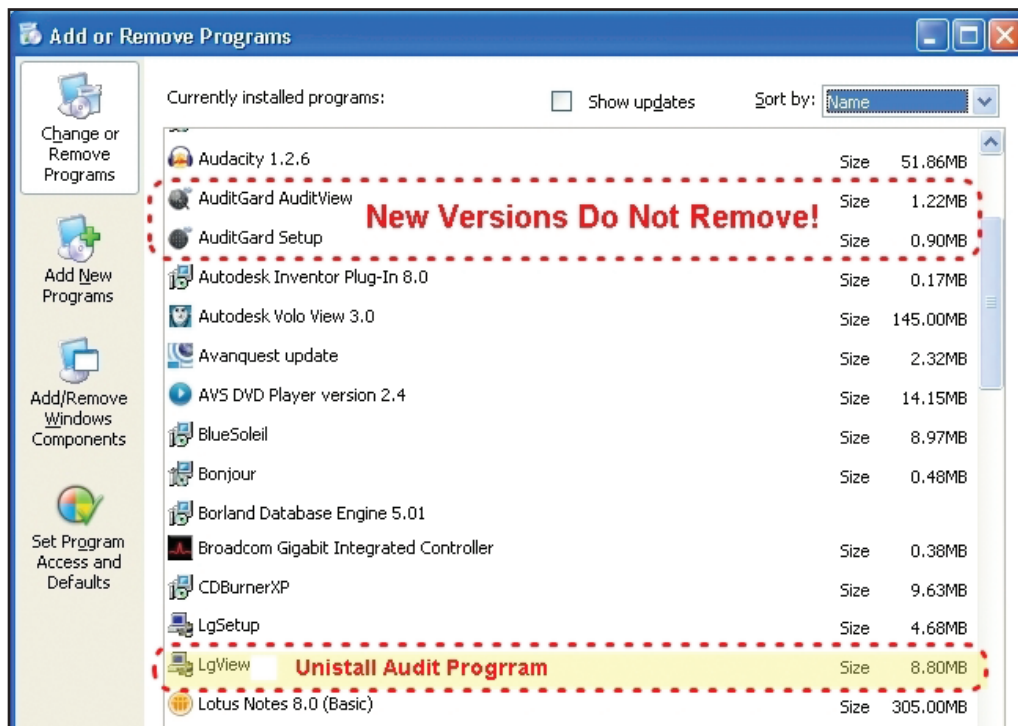 Add or Remove Programs
Change or
Remove
Programs
Add New
Programs
Add/Remove
Windows
Components
Set Program
Access and
Defaults
Currently installed programs:
Show updates
Sort by:
Name
Audacity 1.2.6 Size 51.86MB
AuditGard AuditView Size 1.22MB
New Versions Do Not Remove!
AuditGard Setup Size 0.90MB
Autodesk Inventor Plug-In 8.0 Size 0.17MB
Autodesk Volo View 3.0 Size 145.00MB
Avanquest update Size 2.32MB
AVS DVD Player version 2.4 Size 14.15MB
BlueSoleil Size 8.97MB
Bonjour Size 0.48MB
Borland Database Engine 5.01
Broadcom Gigabit Integrated Controller Size 0.38MB
CDBurnerXP Size 9.63MB
LgSetup Size 4.68MB
LgView Unistall Audit Progrram Size 8.80MB
Lotus Notes 8.0 (Basic) Size 305.00MB